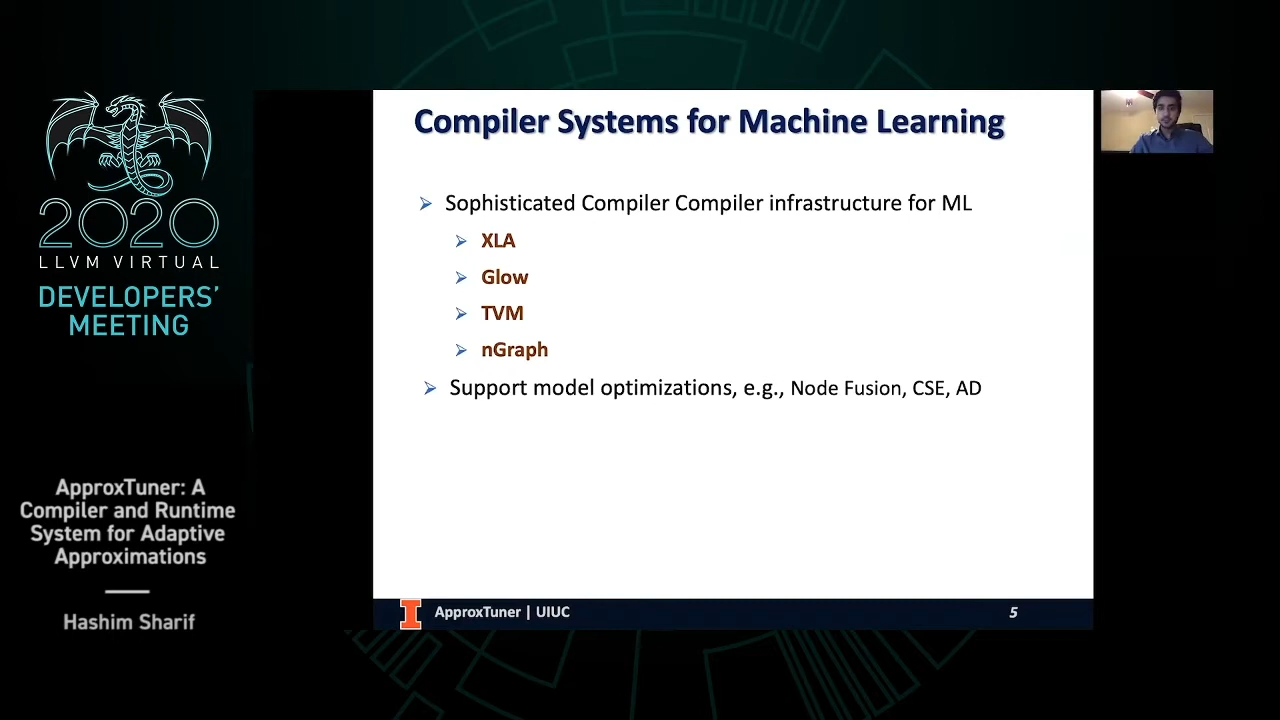 2020
LLVM VIRTUAL
DEVELOPERS'
MEETING
ApproxTuner: A
Compiler and Runtime
System for Adaptive
Approximations
Hashim Sharif
Compiler Systems for Machine Learning
Sophisticated Compiler Compiler infrastructure for ML
XLA
Glow
TVM
nGraph
Support model optimizations, e.g., Node Fusion, CSE, AD
I
ApproxTuner | UIUC
5